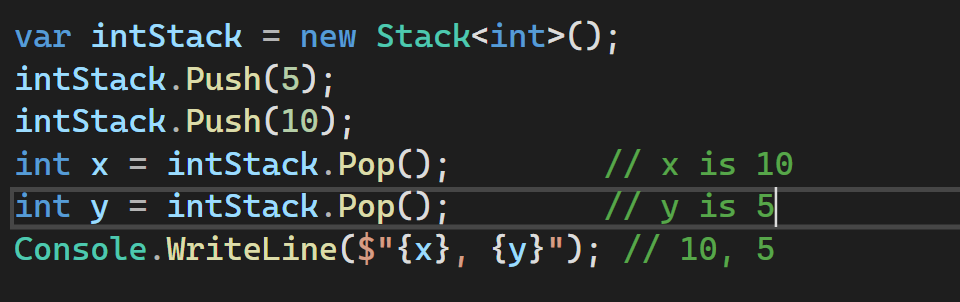 var intStack = new Stack<int>();
intStack.Push(5);
intStack.Push(10);
int x = intStack.Pop();        // x is 10
int y = intStack.Pop();        // y is 5
Console.WriteLine($"{x}, {y}"); // 10, 5